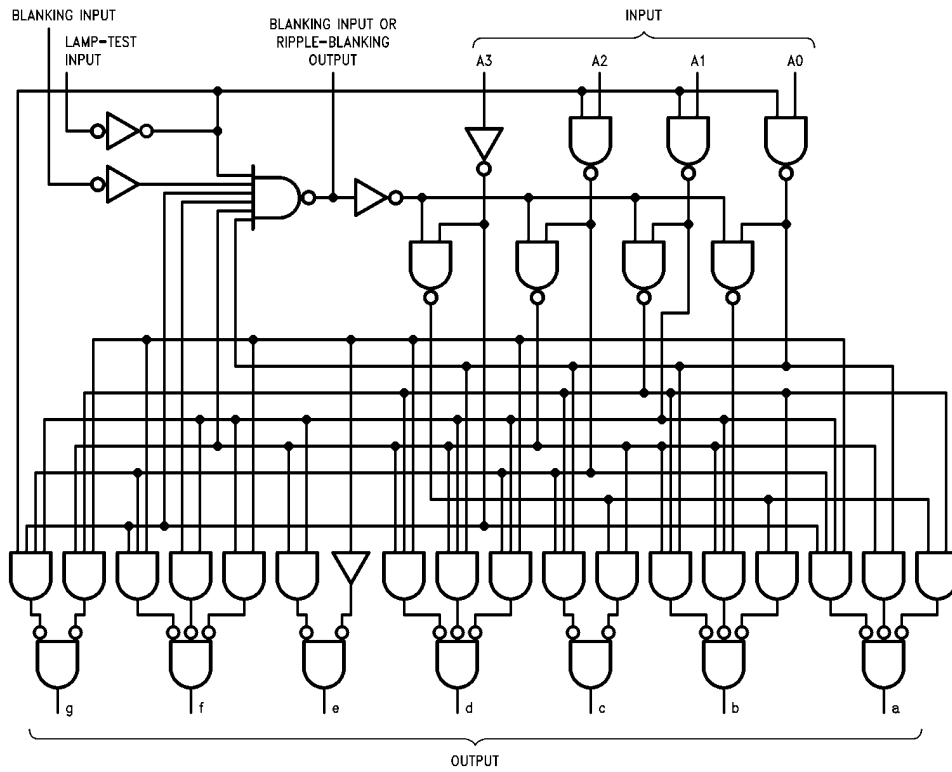 BLANKING INPUT
LAMP-TEST
INPUT
BLANKING INPUT OR
RIPPLE-BLANKING
OUTPUT
INPUT
A3
A2
A1
A0
g
f
e
d
c
b
a
OUTPUT